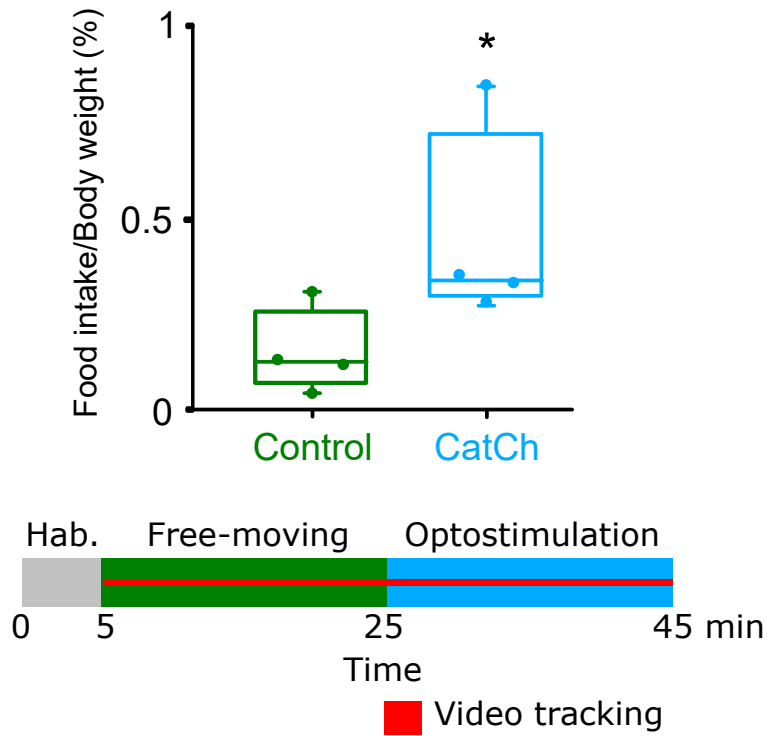 Food intake/Body weight (%)
1
0.5
0
*
Control
CatCh
Hab.
Free-moving
Optostimulation
0
5
25
45 min
Time
Video tracking